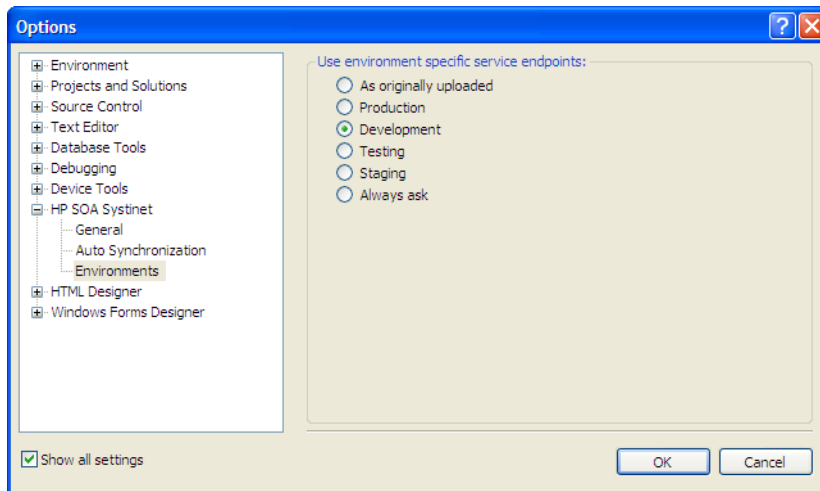 Options
Environment
Projects and Solutions
Source Control
Text Editor
Database Tools
Debugging
Device Tools
HP SOA Systinet
General
Auto Synchronization
Environments
HTML Designer
Windows Forms Designer
Use environment specific service endpoints:
As originally uploaded
Production
Development
Testing
Staging
Always ask
Show all settings
OK
Cancel